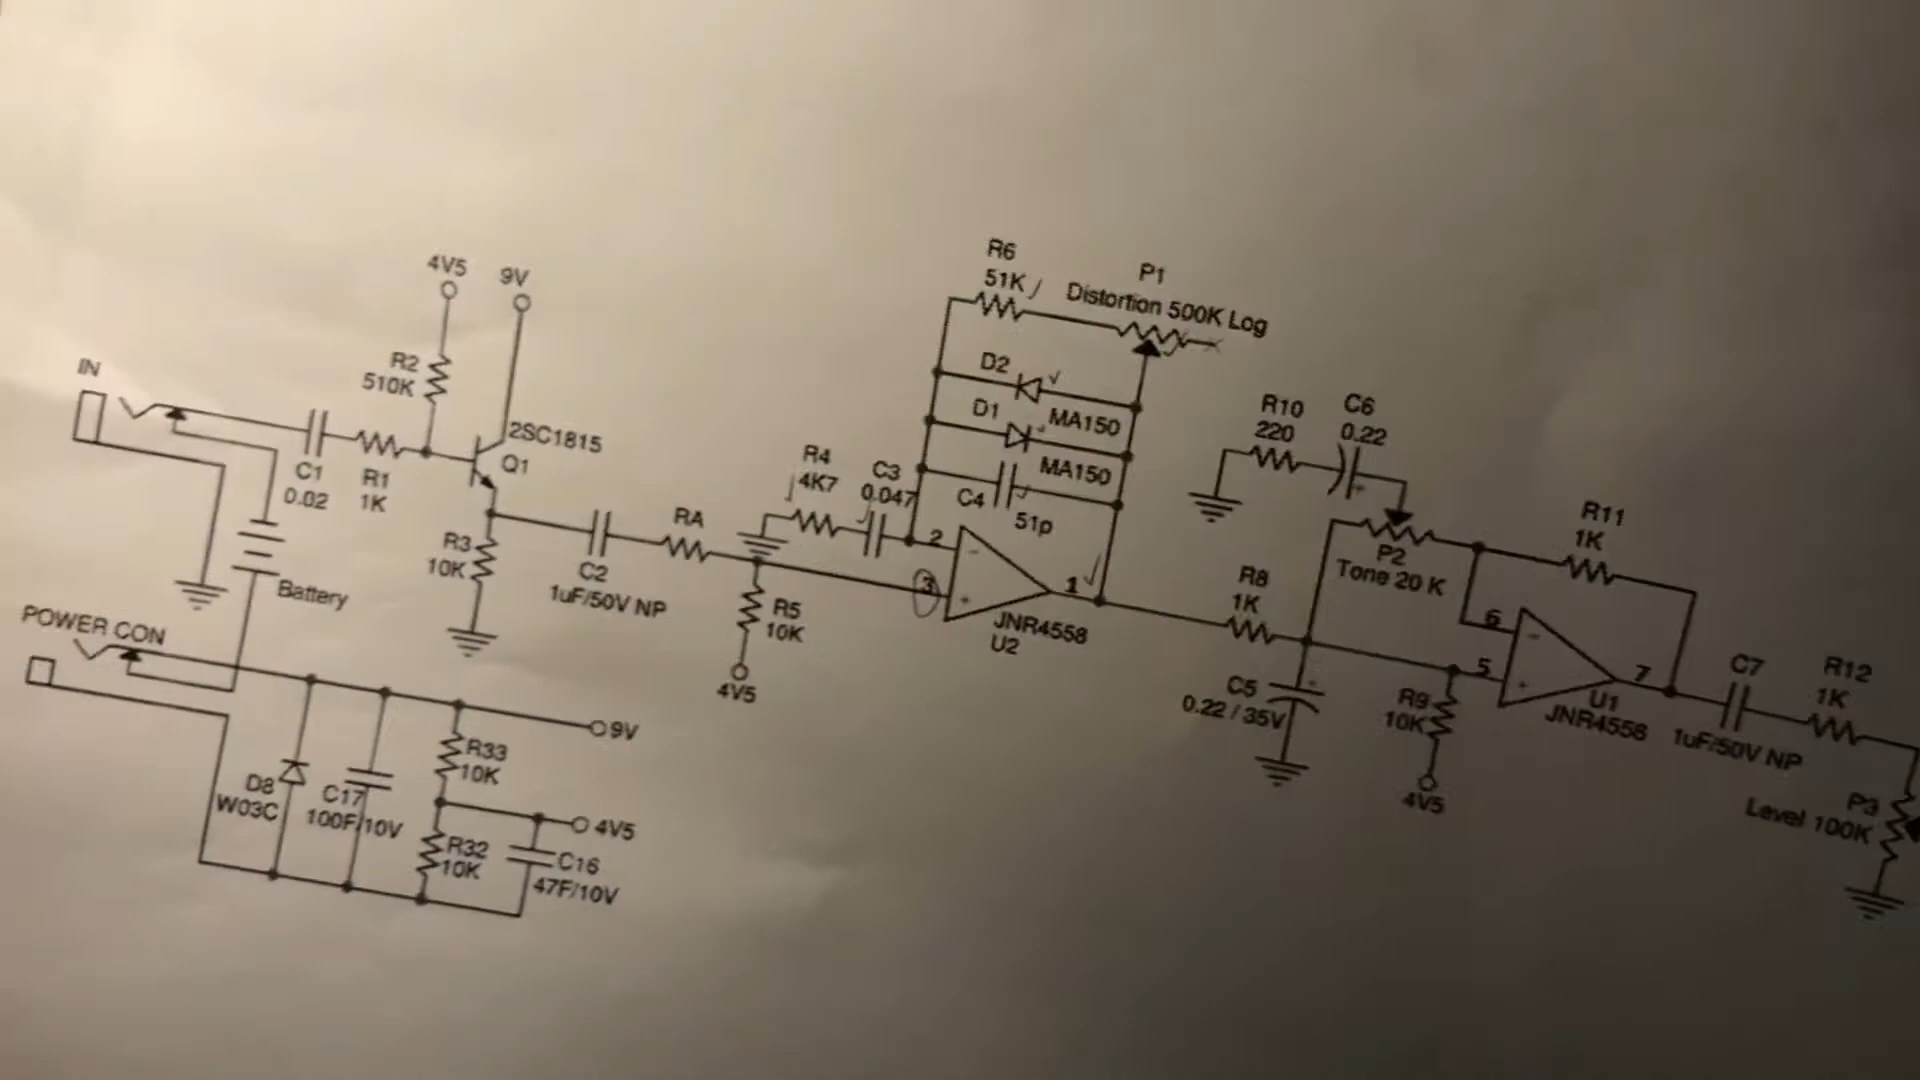 4V5
9V
IN
R2
510K
C1
0.02
R1
1K
2SC1815
Q1
R3
10K
Battery
C2
1uF/50V NP
RA
R5
10K
4V5
R4
4K7
C3
0.047
R6
51K
P1
Distortion 500K Log
D2
MA150
D1
MA150
C4
51p
2
-
3
+
1
JNR4558
U2
R10
220
C6
0.22
+
P2
Tone 20 K
R11
1K
R8
1K
C5
0.22 / 35V
+
R9
10K
4V5
6
-
5
+
7
U1
JNR4558
C7
1uF/50V NP
R12
1K
P3
Level 100K
POWER CON
9V
D8
W03C
C17
100F/10V
R33
10K
4V5
R32
10K
C16
47F/10V